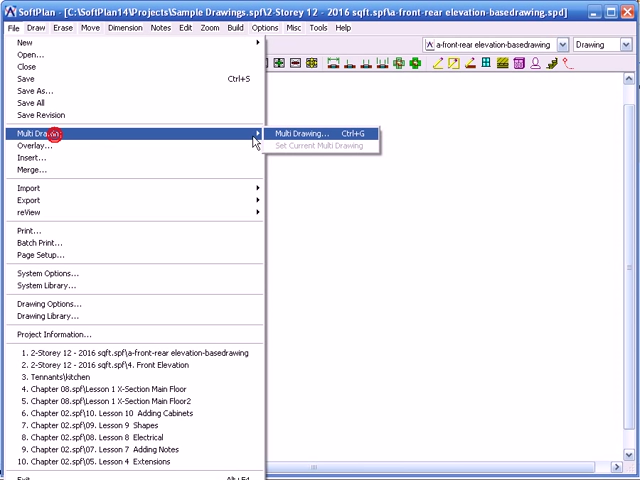 SoftPlan - [C:\SoftPlan14\Projects\Sample Drawings.spf\2-Storey 12 - 2016 sqft.spf\a-front-rear elevation-basedrawing.spd]
File Draw Erase Move Dimension Notes Edit Zoom Build Options Misc Tools Help
a-front-rear elevation-basedrawing Drawing
New
Open...
Close
Save Ctrl+S
Save As...
Save All
Save Revision
Multi Multi Drawing... Ctrl+G
Overlay... Set Current Multi Drawing
Insert...
Merge...
Import
Export
reView
Print...
Batch Print...
Page Setup...
System Options...
System Library...
Drawing Options...
Drawing Library...
Project Information...
1. 2-Storey 12 - 2016 sqft.spf\a-front-rear elevation-basedrawing
2. 2-Storey 12 - 2016 sqft.spf\4. Front Elevation
3. Tennants\kitchen
4. Chapter 08.spf\Lesson 1 X-Section Main Floor
5. Chapter 08.spf\Lesson 1 X-Section Main Floor2
6. Chapter 02.spf\10. Lesson 10 Adding Cabinets
7. Chapter 02.spf\09. Lesson 9 Shapes
8. Chapter 02.spf\08. Lesson 8 Electrical
9. Chapter 02.spf\07. Lesson 7 Adding Notes
10. Chapter 02.spf\05. Lesson 4 Extensions
Exit Alt+F4